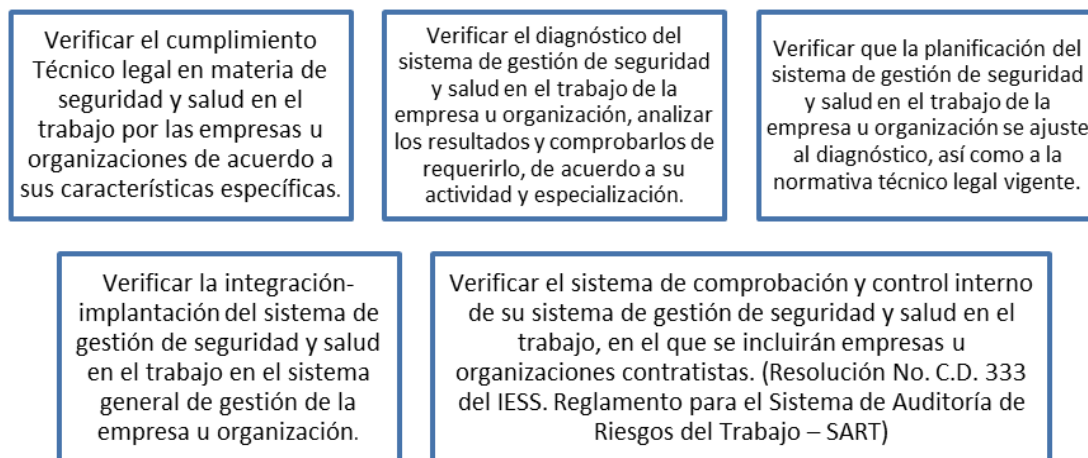 Verificar el cumplimiento
Técnico legal en materia de
seguridad y salud en el
trabajo por las empresas u
organizaciones de acuerdo a
sus características específicas.
Verificar el diagnóstico del
sistema de gestión de seguridad
y salud en el trabajo de la
empresa u organización, analizar
los resultados y comprobarlos de
requerirlo, de acuerdo a su
actividad y especialización.
Verificar que la planificación del
sistema de gestión de seguridad
y salud en el trabajo de la
empresa u organización se ajuste
al diagnóstico, así como a la
normativa técnico legal vigente.
Verificar la integración-
implantación del sistema de
gestión de seguridad y salud
en el trabajo en el sistema
general de gestión de la
empresa u organización.
Verificar el sistema de comprobación y control interno
de su sistema de gestión de seguridad y salud en el
trabajo, en el que se incluirán empresas u
organizaciones contratistas. (Resolución No. C.D. 333
del IESS. Reglamento para el Sistema de Auditoría de
Riesgos del Trabajo – SART)